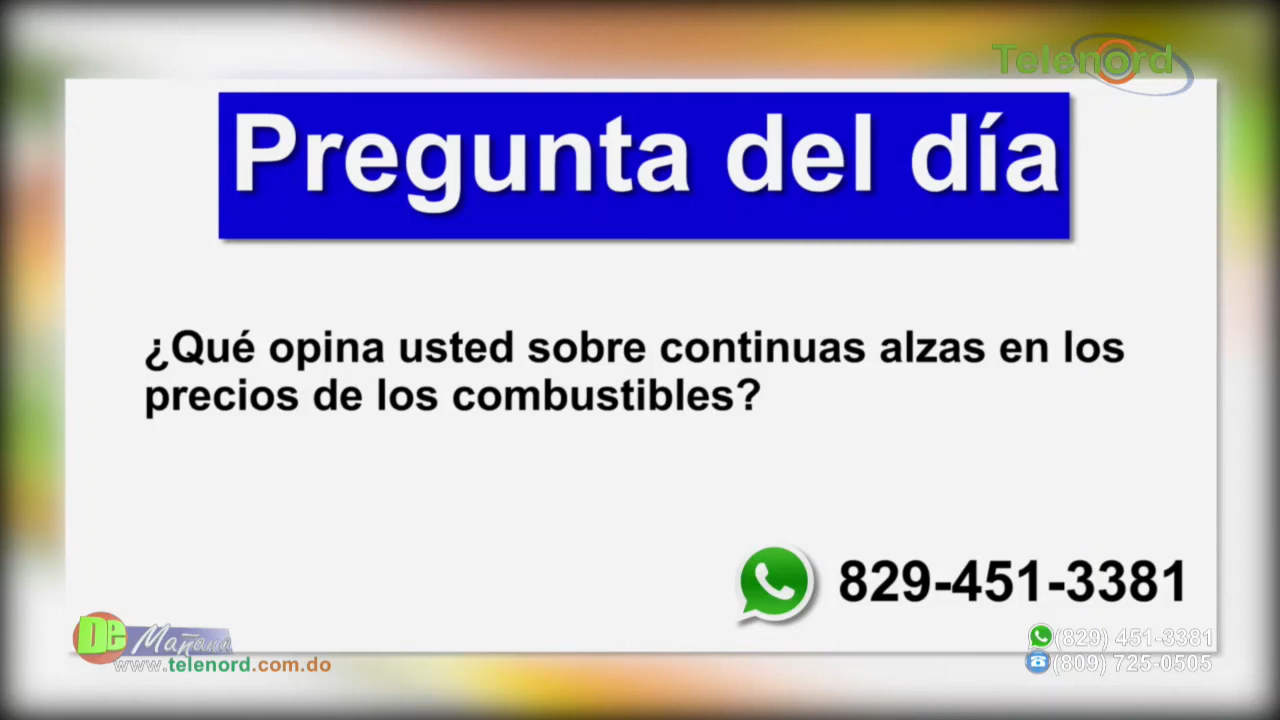 Telenord
Pregunta del día
¿Qué opina usted sobre continuas alzas en los
precios de los combustibles?
829-451-3381
De Mañana
www.telenord.com.do
(829) 451-3381
(809) 725-0505